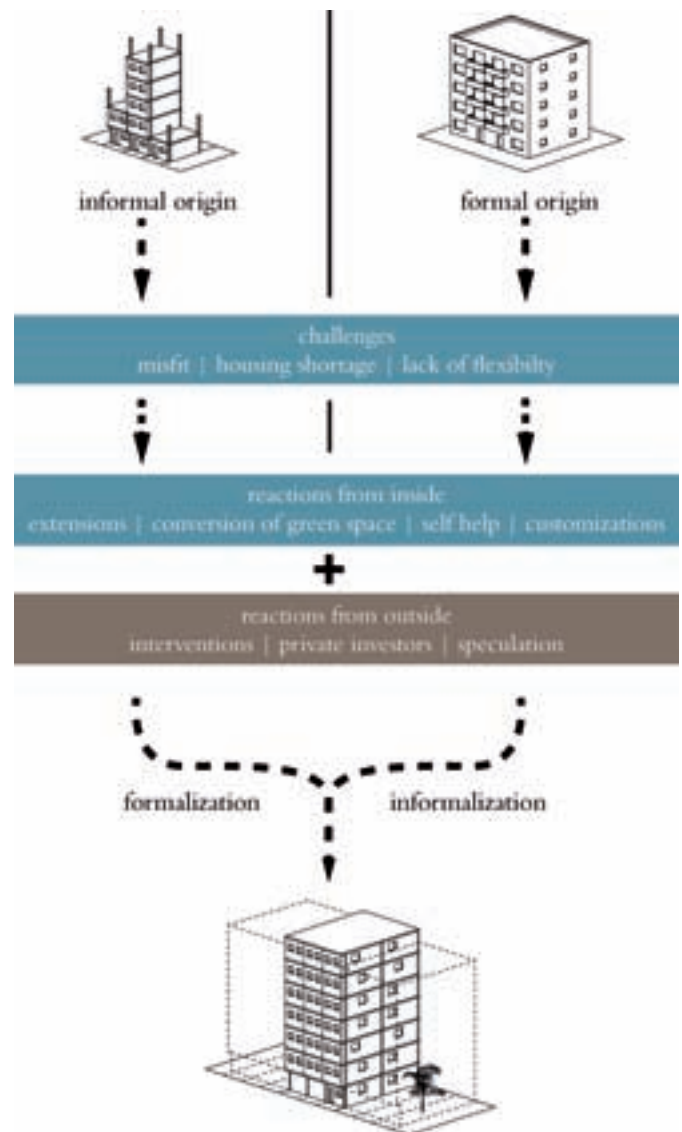 informal origin
formal origin
challenges
misfit | housing shortage | lack of flexibilty
reactions from inside
extensions | conversion of green space | self help | customizations
+
reactions from outside
interventions | private investors | speculation
formalization
informalization